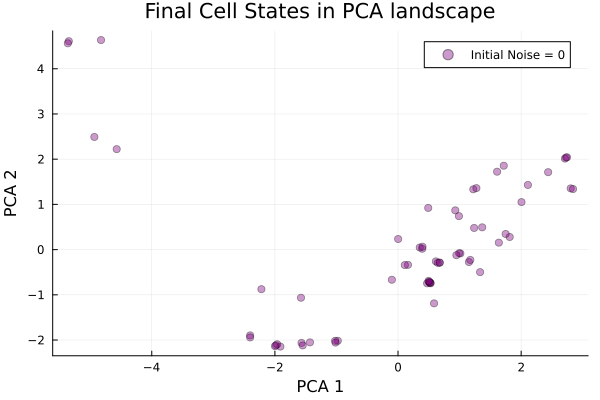 Final Cell States in PCA landscape
Initial Noise = 0
PCA 2
4
3
2
1
0
−1
−2
−4
−2
0
2
PCA 1